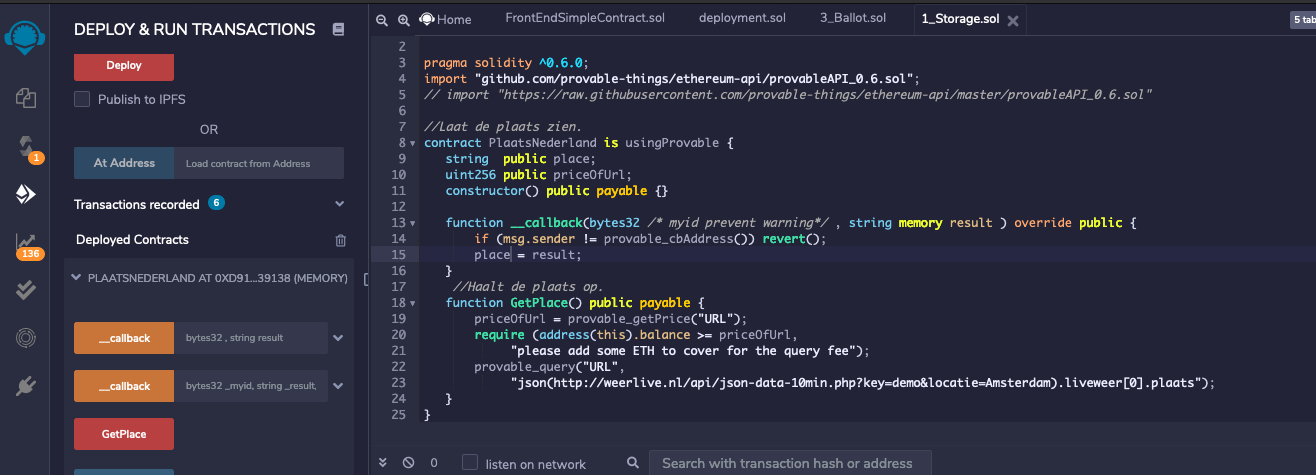 DEPLOY & RUN TRANSACTIONS
Deploy
Publish to IPFS
OR
At Address
Load contract from Address
Transactions recorded 6
Deployed Contracts
PLAATSNEDERLAND AT 0XD91...39138 (MEMORY)
__callback
bytes32 , string result
__callback
bytes32 _myid, string _result,
GetPlace
1
136
Home
FrontEndSimpleContract.sol
deployment.sol
3_Ballot.sol
1_Storage.sol
5 tab
2
3 pragma solidity ^0.6.0;
4 import "github.com/provable-things/ethereum-api/provableAPI_0.6.sol";
5 // import "https://raw.githubusercontent.com/provable-things/ethereum-api/master/provableAPI_0.6.sol"
6
7 //Laat de plaats zien.
8 contract PlaatsNederland is usingProvable {
9 string  public place;
10 uint256 public priceOfUrl;
11 constructor() public payable {}
12
13 function __callback(bytes32 /* myid prevent warning*/ , string memory result ) override public {
14 if (msg.sender != provable_cbAddress()) revert();
15 place = result;
16 }
17 //Haalt de plaats op.
18 function GetPlace() public payable {
19 priceOfUrl = provable_getPrice("URL");
20 require (address(this).balance >= priceOfUrl,
21 "please add some ETH to cover for the query fee");
22 provable_query("URL",
23 "json(http://weerlive.nl/api/json-data-10min.php?key=demo&locatie=Amsterdam).liveweer[0].plaats");
24 }
25 }
0
listen on network
Search with transaction hash or address